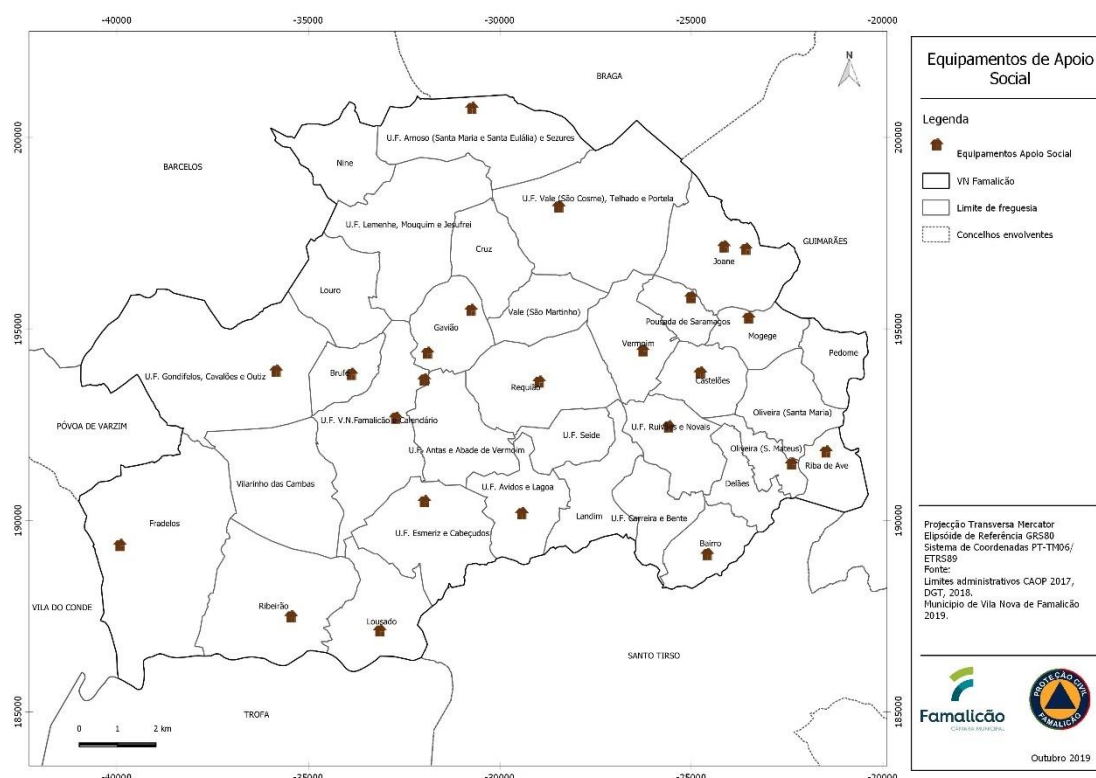 -40000
-35000
-30000
-25000
-20000
200000
195000
190000
185000
200000
195000
190000
185000
N
BRAGA
BARCELOS
GUIMARÃES
PÓVOA DE VARZIM
VILA DO CONDE
TROFA
SANTO TIRSO
U.F. Arnoso (Santa Maria e Santa Eulália) e Sezures
Nine
U.F. Vale (São Cosme), Telhado e Portela
U.F. Lemenhe, Mouquim e Jesufrei
Cruz
Joane
Louro
Gavião
Vale (São Martinho)
Pousada de Saramagos
Mogege
Vermoim
Pedome
U.F. Gondifelos, Cavalões e Outiz
Brufe
Requião
Castelões
Oliveira (Santa Maria)
U.F. V.N.Famalicão e Calendário
U.F. Seide
U.F. Ruivães e Novais
U.F. Antas e Abade de Vermoim
Oliveira (S. Mateus)
Riba de Ave
Vilarinho das Cambas
U.F. Avidos e Lagoa
Delães
Fradelos
U.F. Esmeriz e Cabeçudos
Landim
U.F. Carreira e Bente
Bairro
Ribeirão
Lousado
0 1 2 km
-40000
-35000
-30000
-25000
-20000
Equipamentos de Apoio
Social
Legenda
Equipamentos Apoio Social
VN Famalicão
Limite de freguesia
Concelhos envolventes
Projecção Transversa Mercator
Elipsóide de Referência GRS80
Sistema de Coordenadas PT-TM06/
ETRS89
Fonte:
Limites administrativos CAOP 2017,
DGT, 2018.
Município de Vila Nova de Famalicão
2019.
Famalicão
CÂMARA MUNICIPAL
PROTEÇÃO CIVIL
FAMALICÃO
Outubro 2019